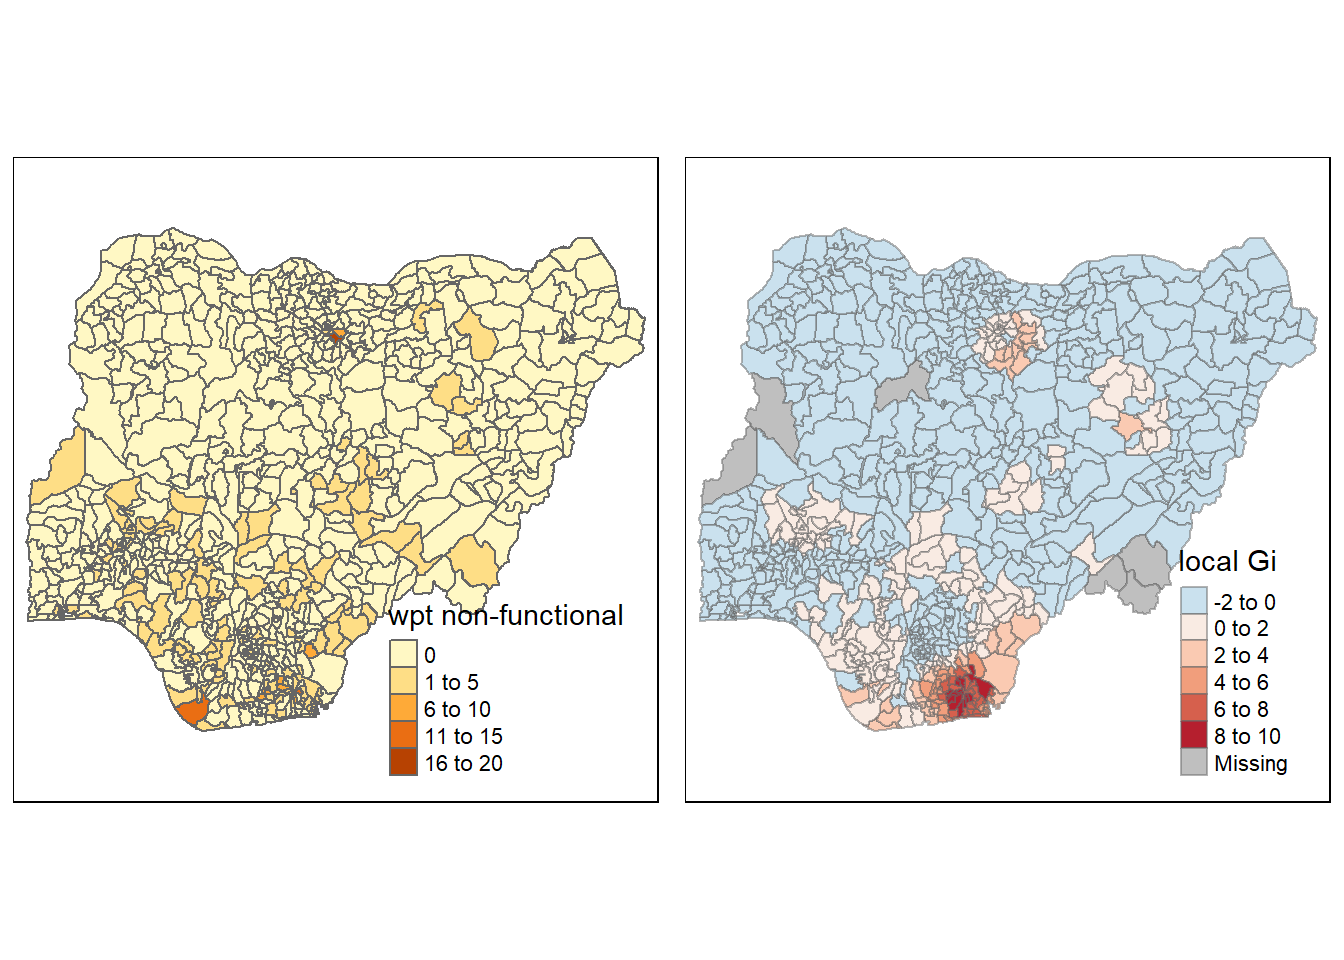 wpt non-functional
0
1 to 5
6 to 10
11 to 15
16 to 20
local Gi
-2 to 0
0 to 2
2 to 4
4 to 6
6 to 8
8 to 10
Missing